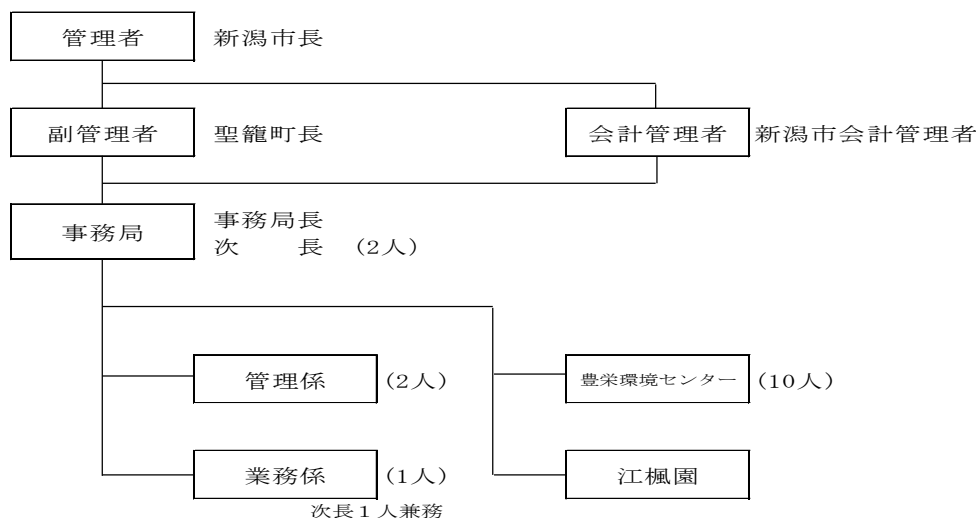 管理者 新潟市長
副管理者 聖籠町長 会計管理者 新潟市会計管理者
事務局 事務局長
次　　長 (2人)
管理係 (2人) 豊栄環境センター (10人)
業務係 (1人) 江楓園
次長１人兼務